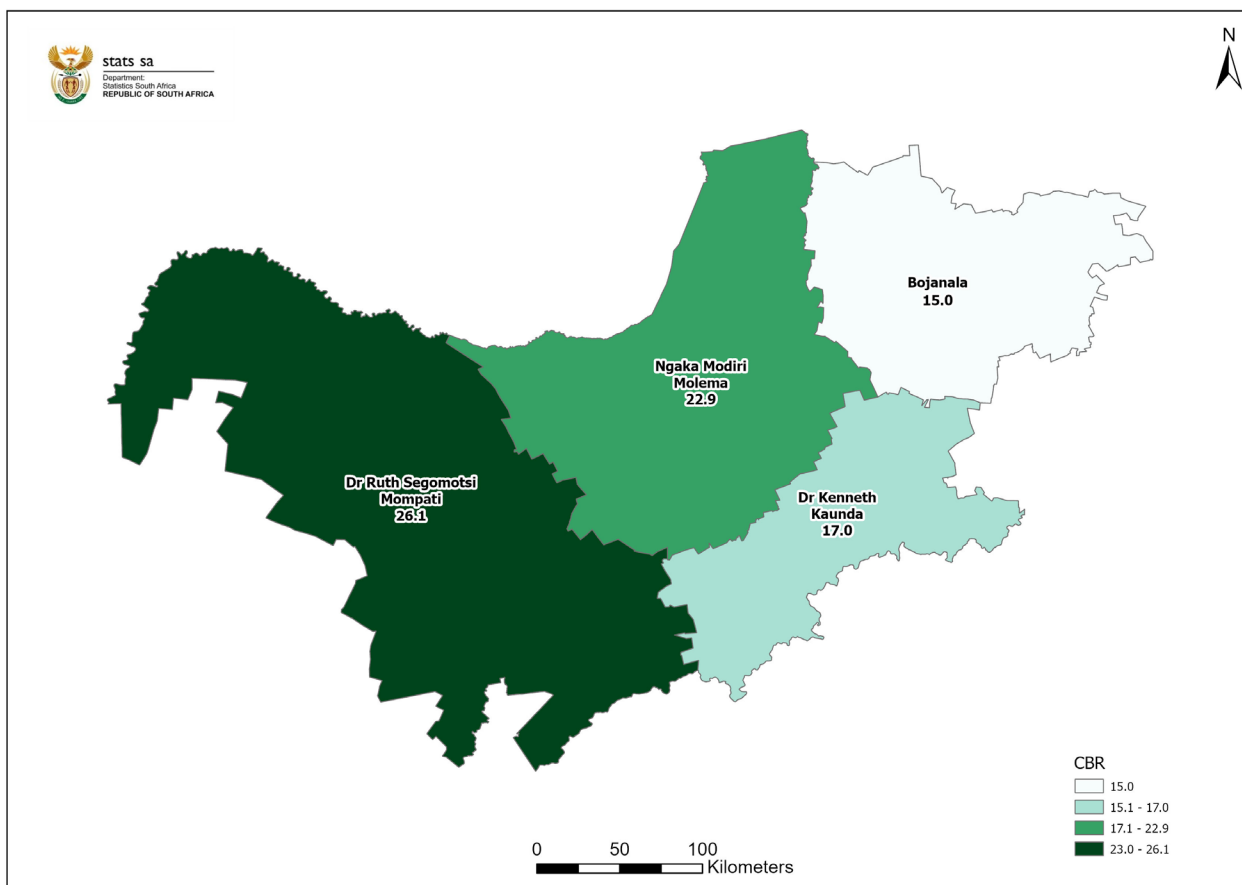 stats sa
Department:
Statistics South Africa
REPUBLIC OF SOUTH AFRICA
N
Bojanala
15.0
Ngaka Modiri
Molema
22.9
Dr Ruth Segomotsi
Mompati
26.1
Dr Kenneth
Kaunda
17.0
CBR
15.0
15.1 - 17.0
17.1 - 22.9
23.0 - 26.1
0 50 100
Kilometers